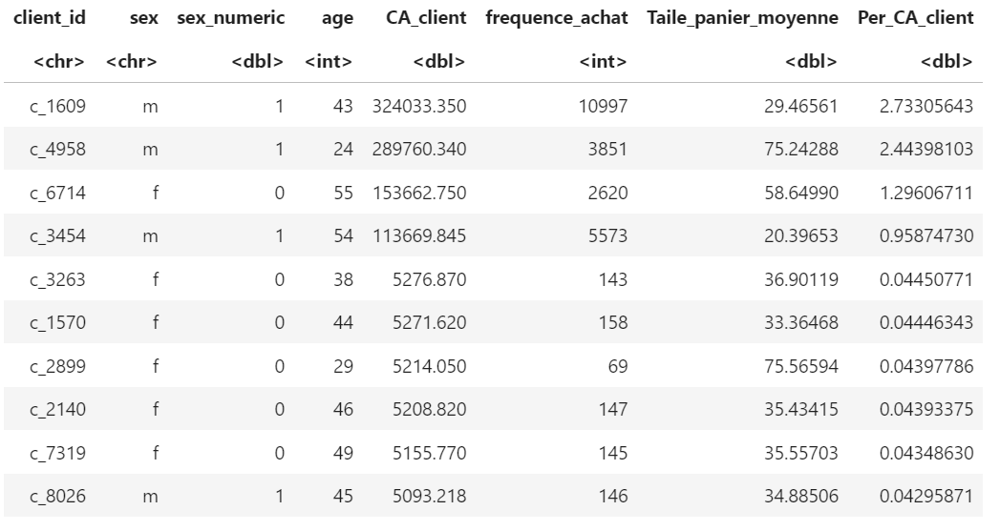 client_id sex sex_numeric age CA_client frequence_achat Taile_panier_moyenne Per_CA_client
<chr> <chr> <dbl> <int> <dbl> <int> <dbl> <dbl>
c_1609 m 1 43 324033.350 10997 29.46561 2.73305643
c_4958 m 1 24 289760.340 3851 75.24288 2.44398103
c_6714 f 0 55 153662.750 2620 58.64990 1.29606711
c_3454 m 1 54 113669.845 5573 20.39653 0.95874730
c_3263 f 0 38 5276.870 143 36.90119 0.04450771
c_1570 f 0 44 5271.620 158 33.36468 0.04446343
c_2899 f 0 29 5214.050 69 75.56594 0.04397786
c_2140 f 0 46 5208.820 147 35.43415 0.04393375
c_7319 f 0 49 5155.770 145 35.55703 0.04348630
c_8026 m 1 45 5093.218 146 34.88506 0.04295871